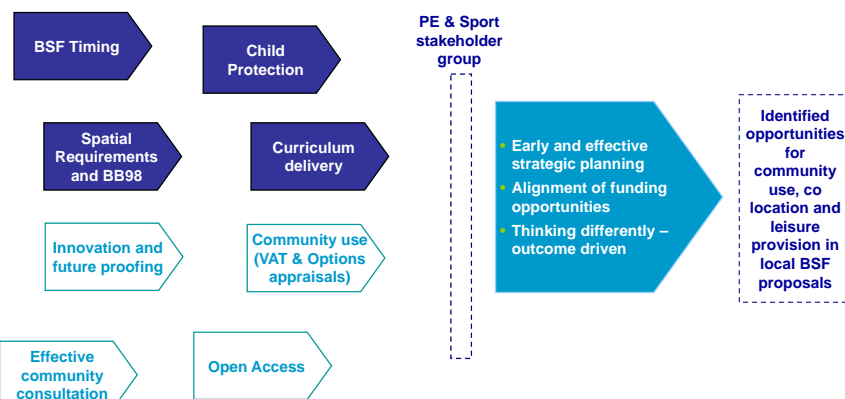 BSF Timing
Child
Protection
PE & Sport
stakeholder
group
Spatial
Requirements
and BB98
Curriculum
delivery
Innovation and
future proofing
Community use
(VAT & Options
appraisals)
Effective
community
consultation
Open Access
• Early and effective
strategic planning
• Alignment of funding
opportunities
• Thinking differently –
outcome driven
Identified
opportunities
for
community
use, co
location and
leisure
provision in
local BSF
proposals